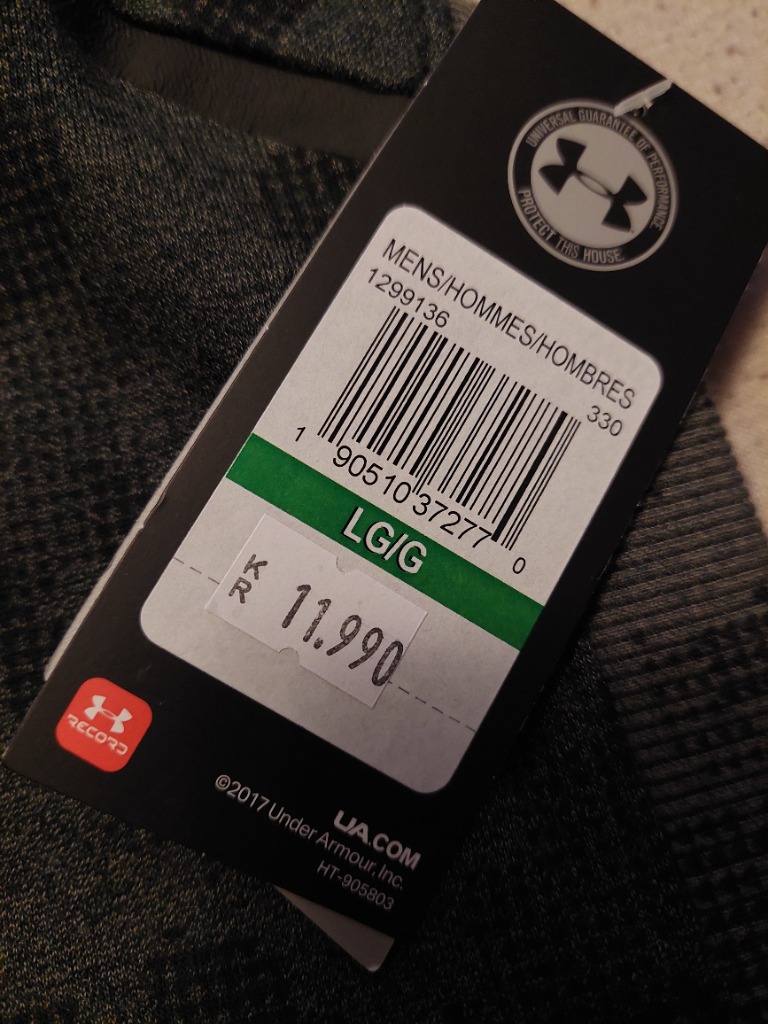 UNIVERSAL GUARANTEE OF PERFORMANCE
PROTECT THIS HOUSE.
MENS/HOMMES/HOMBRES
1299136 330
1 90510 37277 0
LG/G
KR 11.990
RECORD
UA.COM
©2017 Under Armour, Inc.
HT-905803